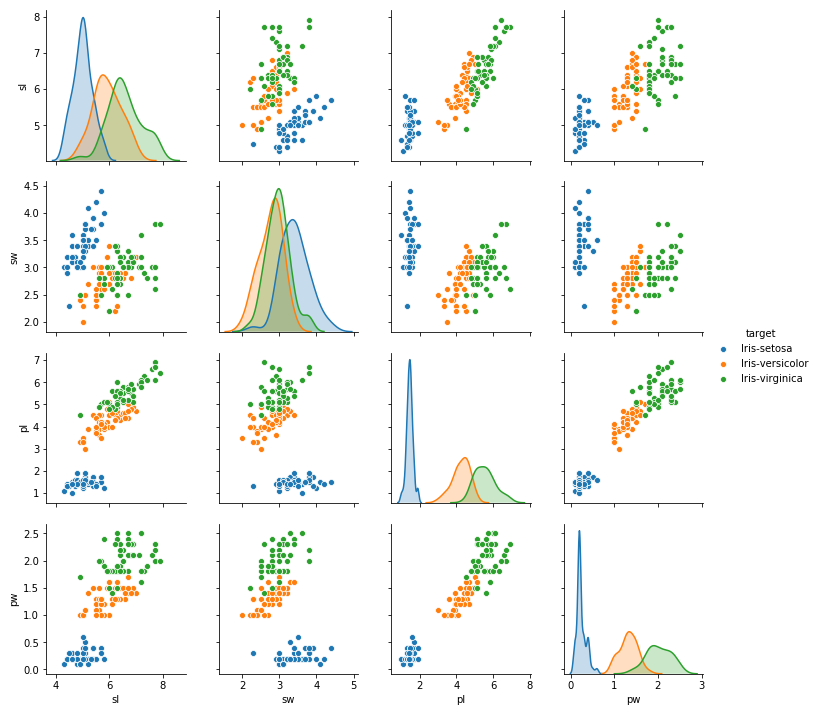 8
7
6
5
sl
4.5
4.0
3.5
3.0
2.5
2.0
sw
target
Iris-setosa
Iris-versicolor
Iris-virginica
7
6
5
4
3
2
1
pl
2.5
2.0
1.5
1.0
0.5
0.0
pw
4 6 8
sl
2 3 4 5
sw
2 4 6 8
pl
0 1 2 3
pw